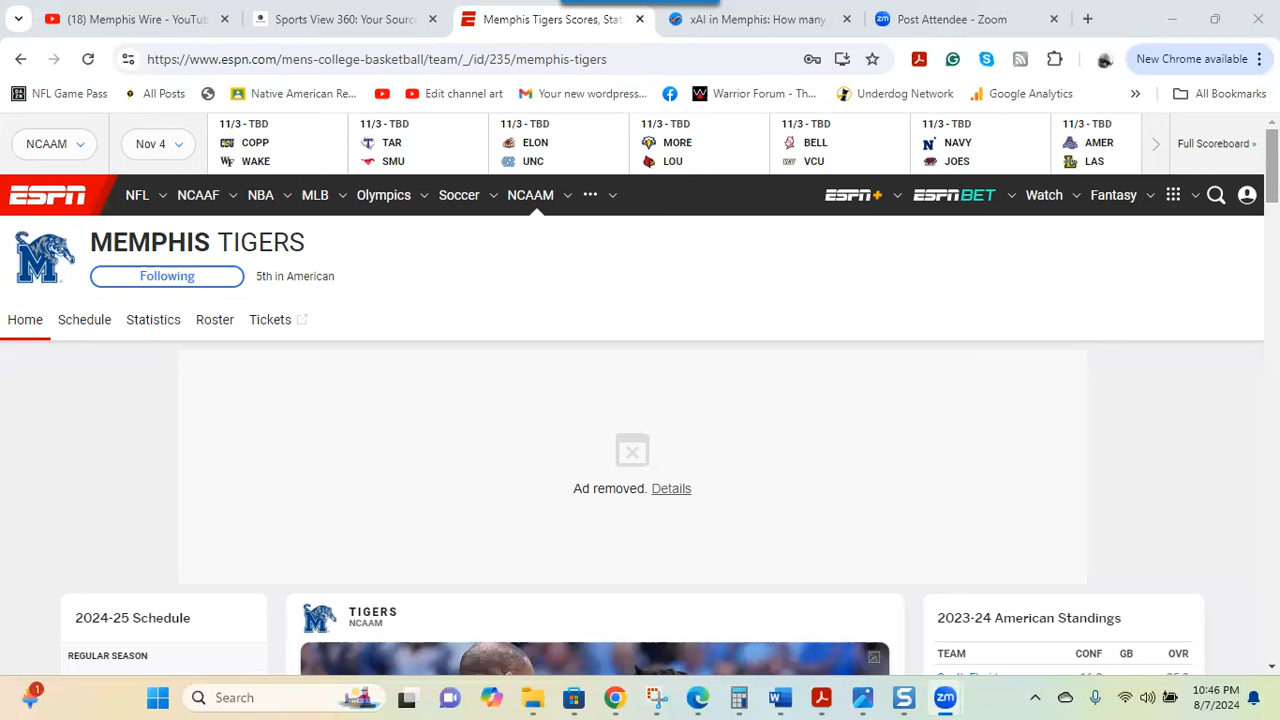 (18) Memphis Wire - YouT
Sports View 360: Your Sourc
Memphis Tigers Scores, Stat
xAI in Memphis: How many
Post Attendee - Zoom
https://www.espn.com/mens-college-basketball/team/_/id/235/memphis-tigers
New Chrome available
NFL Game Pass
All Posts
Native American Re...
Edit channel art
Your new wordpress...
Warrior Forum - Th...
Underdog Network
Google Analytics
»
All Bookmarks
NCAAM
Nov 4
11/3 - TBD
COPP
WAKE
11/3 - TBD
TAR
SMU
11/3 - TBD
ELON
UNC
11/3 - TBD
MORE
LOU
11/3 - TBD
BELL
VCU
11/3 - TBD
NAVY
JOES
11/3 - TBD
AMER
LAS
Full Scoreboard »
ESPN
NFL
NCAAF
NBA
MLB
Olympics
Soccer
NCAAM
•••
ESPN+
ESPN BET
Watch
Fantasy
MEMPHIS TIGERS
Following
5th in American
Home
Schedule
Statistics
Roster
Tickets
Ad removed. Details
2024-25 Schedule
REGULAR SEASON
TIGERS
NCAAM
2023-24 American Standings
TEAM CONF GB OVR
1
Search
zm
10:46 PM
8/7/2024